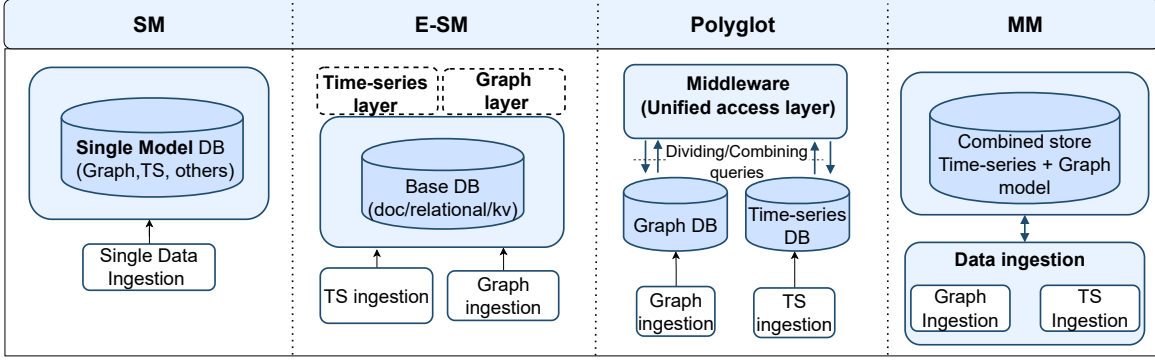 SM
E-SM
Polyglot
MM
Single Model DB
(Graph,TS, others)
Single Data
Ingestion
Time-series
layer
Graph
layer
Base DB
(doc/relational/kv)
TS ingestion
Graph
ingestion
Middleware
(Unified access layer)
Dividing/Combining
queries
Graph DB
Time-series
DB
Graph
ingestion
TS
ingestion
Combined store
Time-series + Graph
model
Data ingestion
Graph
Ingestion
TS
Ingestion